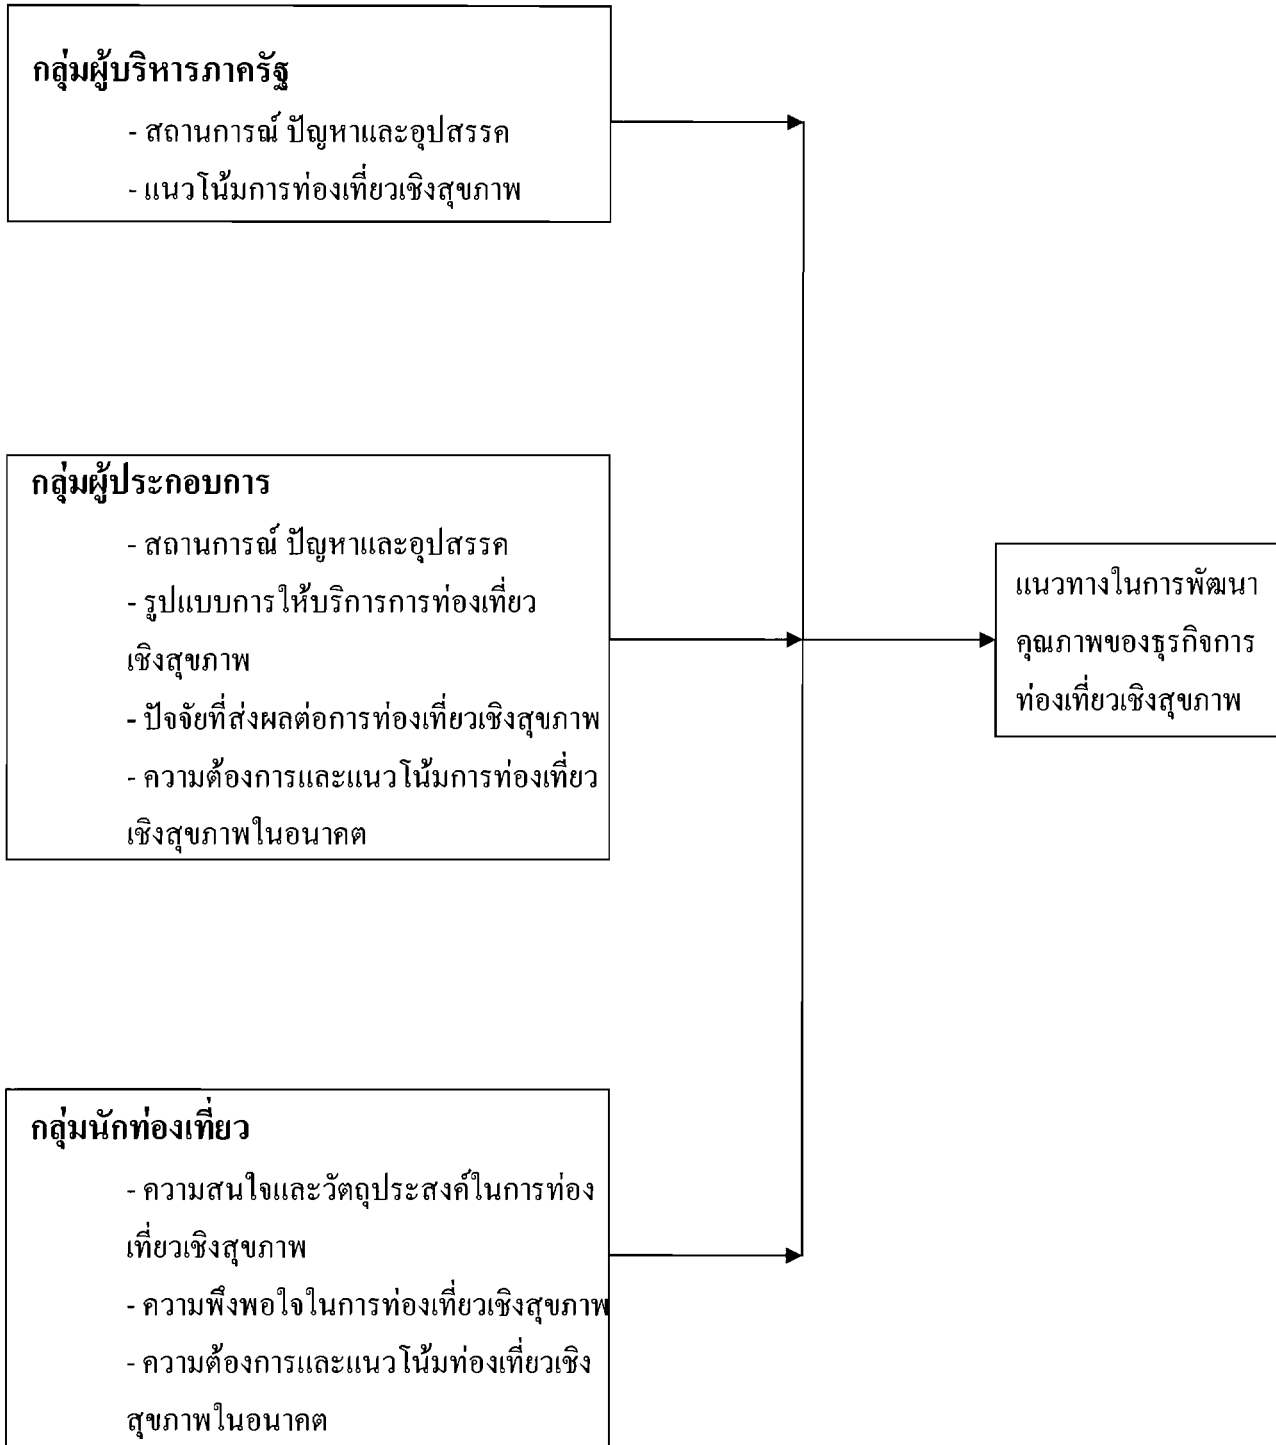 กลุ่มผู้บริหารภาครัฐ
- สถานการณ์ ปัญหาและอุปสรรค
- แนวโน้มการท่องเที่ยวเชิงสุขภาพ
กลุ่มผู้ประกอบการ
- สถานการณ์ ปัญหาและอุปสรรค
- รูปแบบการให้บริการการท่องเที่ยว
เชิงสุขภาพ
- ปัจจัยที่ส่งผลต่อการท่องเที่ยวเชิงสุขภาพ
- ความต้องการและแนวโน้มการท่องเที่ยว
เชิงสุขภาพในอนาคต
แนวทางในการพัฒนา
คุณภาพของธุรกิจการ
ท่องเที่ยวเชิงสุขภาพ
กลุ่มนักท่องเที่ยว
- ความสนใจและวัตถุประสงค์ในการท่อง
เที่ยวเชิงสุขภาพ
- ความพึงพอใจในการท่องเที่ยวเชิงสุขภาพ
- ความต้องการและแนวโน้มท่องเที่ยวเชิง
สุขภาพในอนาคต